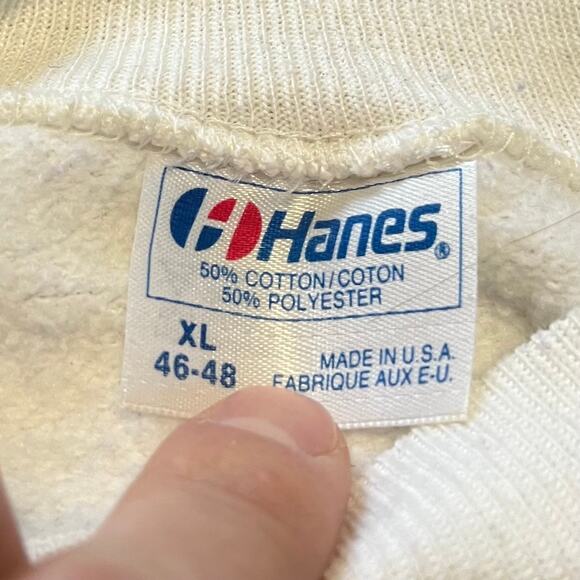 Hanes®
50% COTTON/COTON
50% POLYESTER
XL
46-48
MADE IN U.S.A.
FABRIQUE AUX E-U.